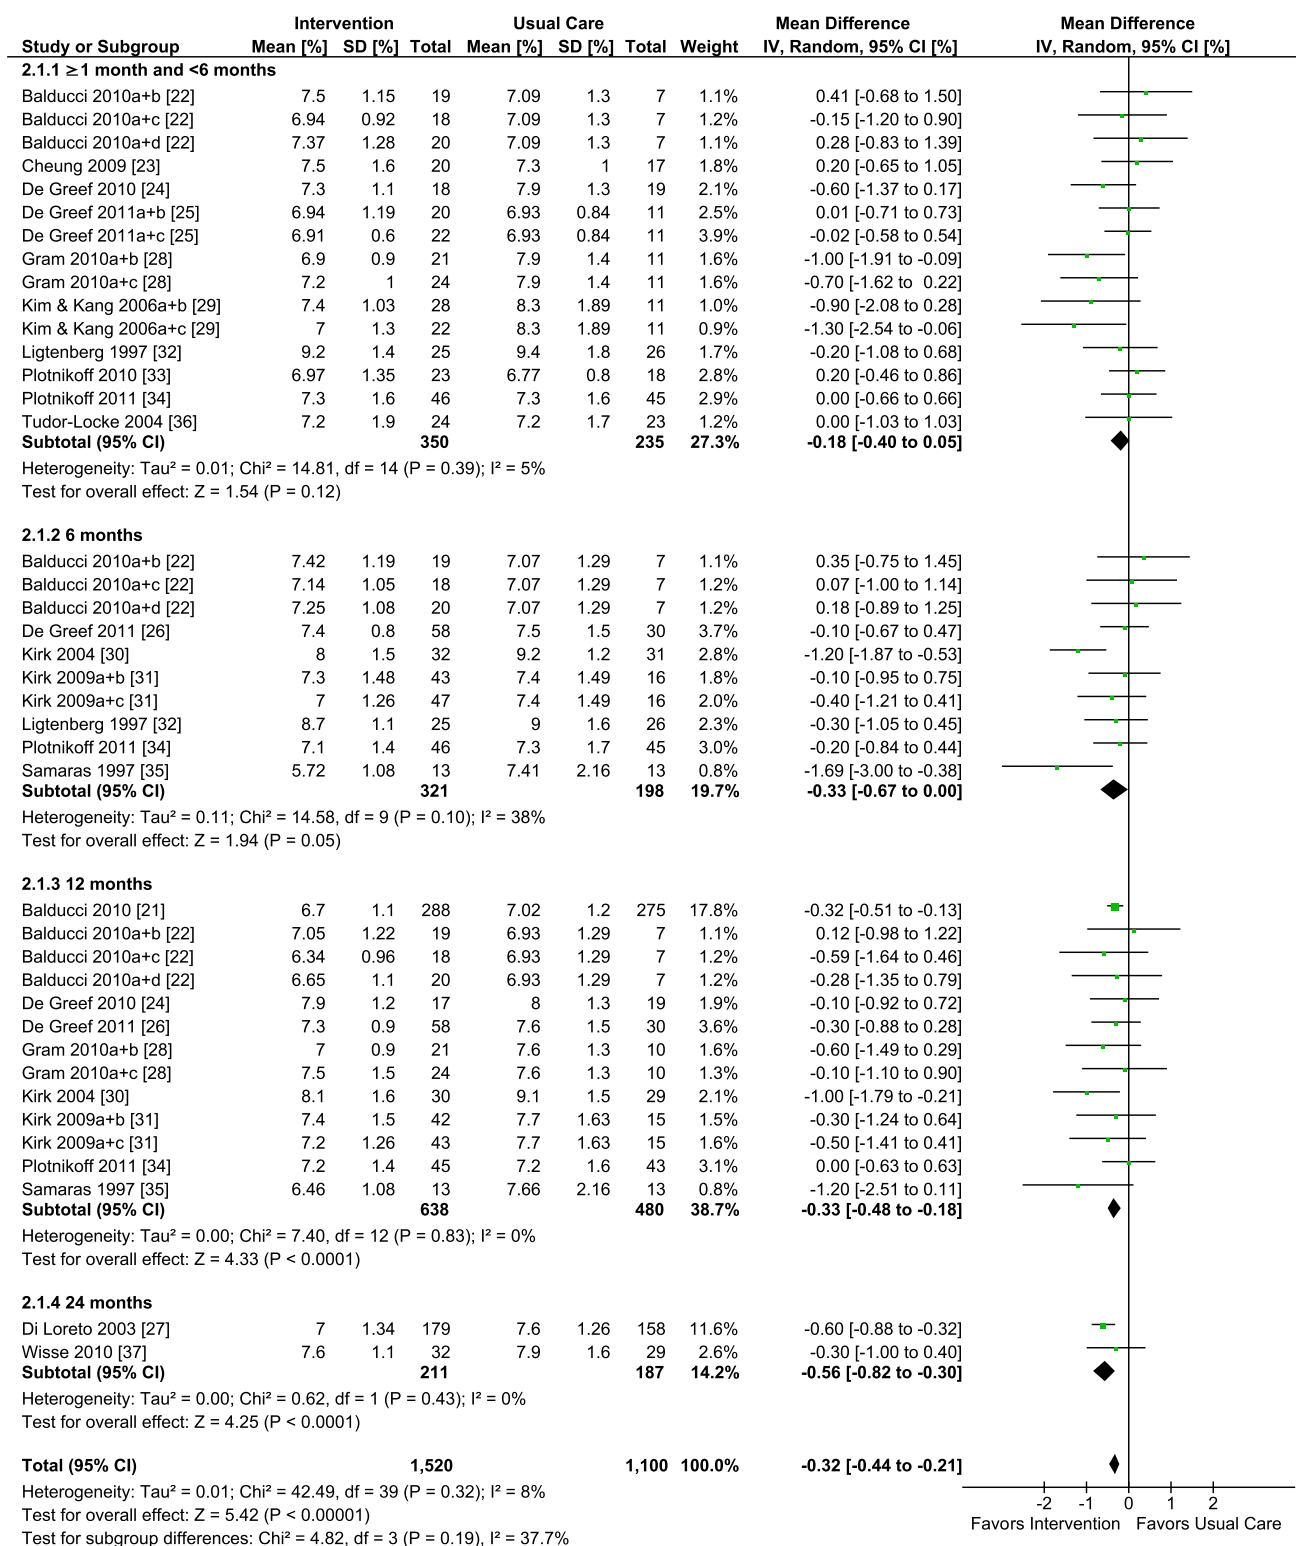 Intervention Usual Care Mean Difference Mean Difference
Study or Subgroup Mean [%] SD [%] Total Mean [%] SD [%] Total Weight IV, Random, 95% CI [%] IV, Random, 95% CI [%]
2.1.1 ≥1 month and <6 months
Balducci 2010a+b [22] 7.5 1.15 19 7.09 1.3 7 1.1% 0.41 [-0.68 to 1.50]
Balducci 2010a+c [22] 6.94 0.92 18 7.09 1.3 7 1.2% -0.15 [-1.20 to 0.90]
Balducci 2010a+d [22] 7.37 1.28 20 7.09 1.3 7 1.2% 0.28 [-0.83 to 1.39]
Cheung 2009 [23] 7.5 1.6 20 7.3 1 17 1.8% 0.20 [-0.65 to 1.05]
De Greef 2010 [24] 7.3 1.1 18 7.9 1.3 19 2.1% -0.60 [-1.37 to 0.17]
De Greef 2011a+b [25] 6.94 1.19 20 6.93 0.84 11 2.5% 0.01 [-0.71 to 0.73]
De Greef 2011a+c [25] 6.91 0.6 22 6.93 0.84 11 3.9% -0.02 [-0.58 to 0.54]
Gram 2010a+b [28] 6.9 0.9 21 7.9 1.4 11 1.6% -1.00 [-1.91 to -0.09]
Gram 2010a+c [28] 7.2 1 24 7.9 1.4 11 1.6% -0.70 [-1.62 to 0.22]
Kim & Kang 2006a+b [29] 7.4 1.03 28 8.3 1.89 11 1.0% -0.90 [-2.08 to 0.28]
Kim & Kang 2006a+c [29] 7 1.3 22 8.3 1.89 11 0.9% -1.30 [-2.54 to -0.06]
Ligtenberg 1997 [32] 9.2 1.4 25 9.4 1.8 26 1.7% -0.20 [-1.08 to 0.68]
Plotnikoff 2010 [33] 6.97 1.35 23 6.77 0.8 18 2.8% 0.20 [-0.46 to 0.86]
Plotnikoff 2011 [34] 7.3 1.6 46 7.3 1.6 45 2.9% 0.00 [-0.66 to 0.66]
Tudor-Locke 2004 [36] 7.2 1.9 24 7.2 1.7 23 1.2% 0.00 [-1.03 to 1.03]
Subtotal (95% CI) 350 235 27.3% -0.18 [-0.40 to 0.05]
Heterogeneity: Tau² = 0.01; Chi² = 14.81, df = 14 (P = 0.39); I² = 5%
Test for overall effect: Z = 1.54 (P = 0.12)
2.1.2 6 months
Balducci 2010a+b [22] 7.42 1.19 19 7.07 1.29 7 1.1% 0.35 [-0.75 to 1.45]
Balducci 2010a+c [22] 7.14 1.05 18 7.07 1.29 7 1.2% 0.07 [-1.00 to 1.14]
Balducci 2010a+d [22] 7.25 1.08 20 7.07 1.29 7 1.2% 0.18 [-0.89 to 1.25]
De Greef 2011 [26] 7.4 0.8 58 7.5 1.5 30 3.7% -0.10 [-0.67 to 0.47]
Kirk 2004 [30] 8 1.5 32 9.2 1.2 31 2.8% -1.20 [-1.87 to -0.53]
Kirk 2009a+b [31] 7.3 1.48 43 7.4 1.49 16 1.8% -0.10 [-0.95 to 0.75]
Kirk 2009a+c [31] 7 1.26 47 7.4 1.49 16 2.0% -0.40 [-1.21 to 0.41]
Ligtenberg 1997 [32] 8.7 1.1 25 9 1.6 26 2.3% -0.30 [-1.05 to 0.45]
Plotnikoff 2011 [34] 7.1 1.4 46 7.3 1.7 45 3.0% -0.20 [-0.84 to 0.44]
Samaras 1997 [35] 5.72 1.08 13 7.41 2.16 13 0.8% -1.69 [-3.00 to -0.38]
Subtotal (95% CI) 321 198 19.7% -0.33 [-0.67 to 0.00]
Heterogeneity: Tau² = 0.11; Chi² = 14.58, df = 9 (P = 0.10); I² = 38%
Test for overall effect: Z = 1.94 (P = 0.05)
2.1.3 12 months
Balducci 2010 [21] 6.7 1.1 288 7.02 1.2 275 17.8% -0.32 [-0.51 to -0.13]
Balducci 2010a+b [22] 7.05 1.22 19 6.93 1.29 7 1.1% 0.12 [-0.98 to 1.22]
Balducci 2010a+c [22] 6.34 0.96 18 6.93 1.29 7 1.2% -0.59 [-1.64 to 0.46]
Balducci 2010a+d [22] 6.65 1.1 20 6.93 1.29 7 1.2% -0.28 [-1.35 to 0.79]
De Greef 2010 [24] 7.9 1.2 17 8 1.3 19 1.9% -0.10 [-0.92 to 0.72]
De Greef 2011 [26] 7.3 0.9 58 7.6 1.5 30 3.6% -0.30 [-0.88 to 0.28]
Gram 2010a+b [28] 7 0.9 21 7.6 1.3 10 1.6% -0.60 [-1.49 to 0.29]
Gram 2010a+c [28] 7.5 1.5 24 7.6 1.3 10 1.3% -0.10 [-1.10 to 0.90]
Kirk 2004 [30] 8.1 1.6 30 9.1 1.5 29 2.1% -1.00 [-1.79 to -0.21]
Kirk 2009a+b [31] 7.4 1.5 42 7.7 1.63 15 1.5% -0.30 [-1.24 to 0.64]
Kirk 2009a+c [31] 7.2 1.26 43 7.7 1.63 15 1.6% -0.50 [-1.41 to 0.41]
Plotnikoff 2011 [34] 7.2 1.4 45 7.2 1.6 43 3.1% 0.00 [-0.63 to 0.63]
Samaras 1997 [35] 6.46 1.08 13 7.66 2.16 13 0.8% -1.20 [-2.51 to 0.11]
Subtotal (95% CI) 638 480 38.7% -0.33 [-0.48 to -0.18]
Heterogeneity: Tau² = 0.00; Chi² = 7.40, df = 12 (P = 0.83); I² = 0%
Test for overall effect: Z = 4.33 (P < 0.0001)
2.1.4 24 months
Di Loreto 2003 [27] 7 1.34 179 7.6 1.26 158 11.6% -0.60 [-0.88 to -0.32]
Wisse 2010 [37] 7.6 1.1 32 7.9 1.6 29 2.6% -0.30 [-1.00 to 0.40]
Subtotal (95% CI) 211 187 14.2% -0.56 [-0.82 to -0.30]
Heterogeneity: Tau² = 0.00; Chi² = 0.62, df = 1 (P = 0.43); I² = 0%
Test for overall effect: Z = 4.25 (P < 0.0001)
Total (95% CI) 1,520 1,100 100.0% -0.32 [-0.44 to -0.21]
Heterogeneity: Tau² = 0.01; Chi² = 42.49, df = 39 (P = 0.32); I² = 8%
Test for overall effect: Z = 5.42 (P < 0.00001)
Test for subgroup differences: Chi² = 4.82, df = 3 (P = 0.19), I² = 37.7%
-2 -1 0 1 2
Favors Intervention Favors Usual Care